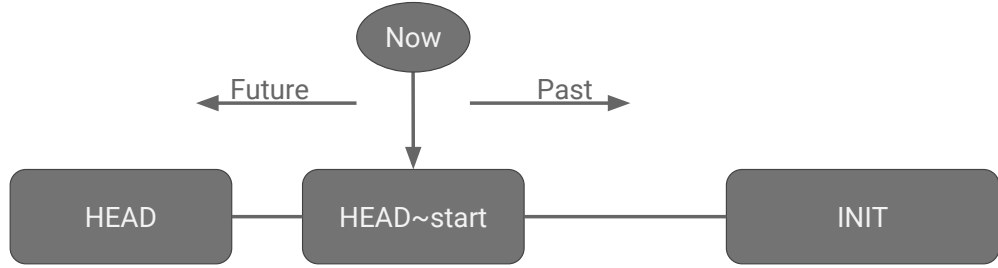 Now
Future
Past
HEAD
HEAD~start
INIT